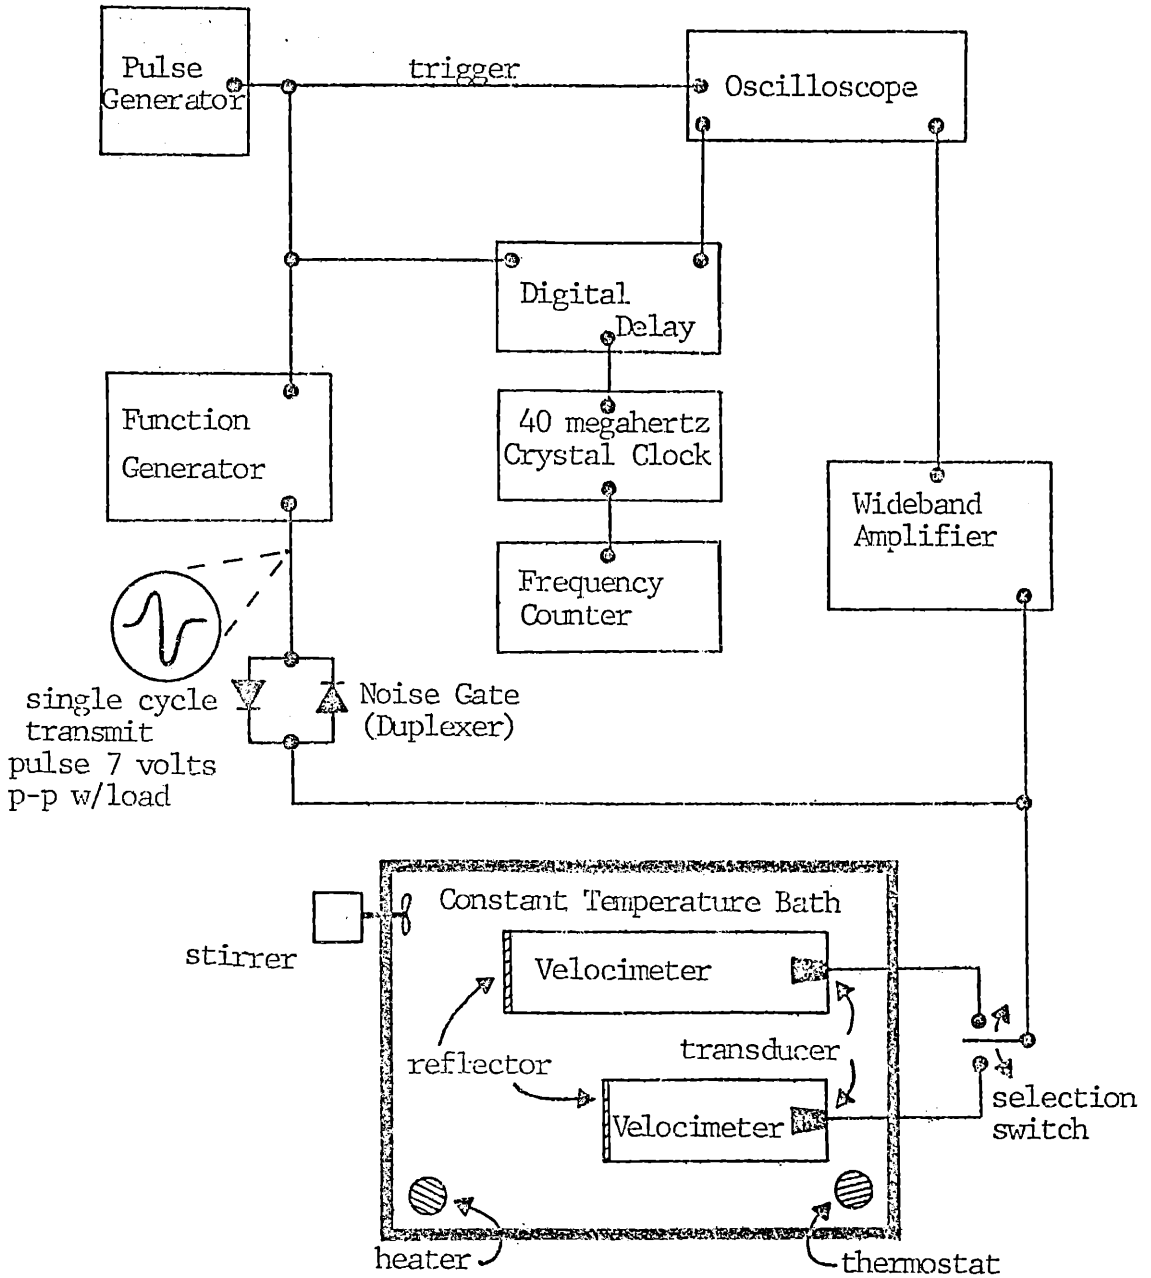 Pulse
Generator
trigger
Oscilloscope
Digital
Delay
40 megahertz
Crystal Clock
Function
Generator
Wideband
Amplifier
Frequency
Counter
single cycle
transmit
pulse 7 volts
p-p w/load
Noise Gate
(Duplexer)
Constant Temperature Bath
stirrer
Velocimeter
reflector
transducer
Velocimeter
selection
switch
heater
thermostat